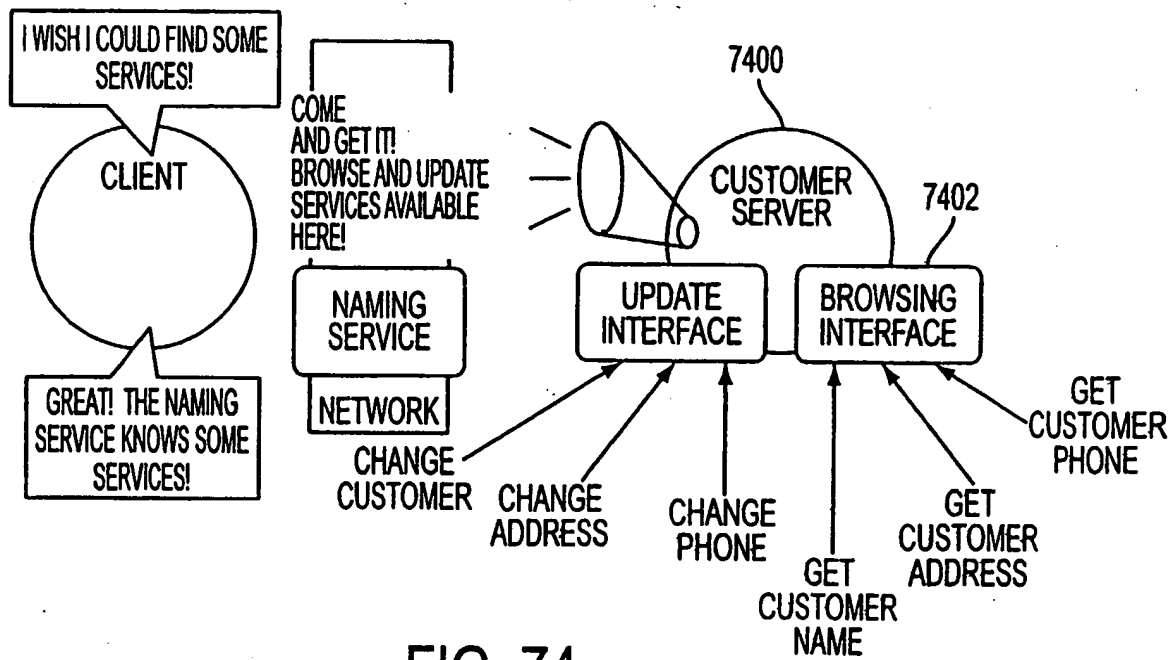 I WISH I COULD FIND SOME
SERVICES!
CLIENT
GREAT! THE NAMING
SERVICE KNOWS SOME
SERVICES!
COME
AND GET IT!
BROWSE AND UPDATE
SERVICES AVAILABLE
HERE!
NAMING
SERVICE
NETWORK
7400
CUSTOMER
SERVER
7402
UPDATE
INTERFACE
BROWSING
INTERFACE
CHANGE
CUSTOMER
CHANGE
ADDRESS
CHANGE
PHONE
GET
CUSTOMER
NAME
GET
CUSTOMER
ADDRESS
GET
CUSTOMER
PHONE
FIG. 74